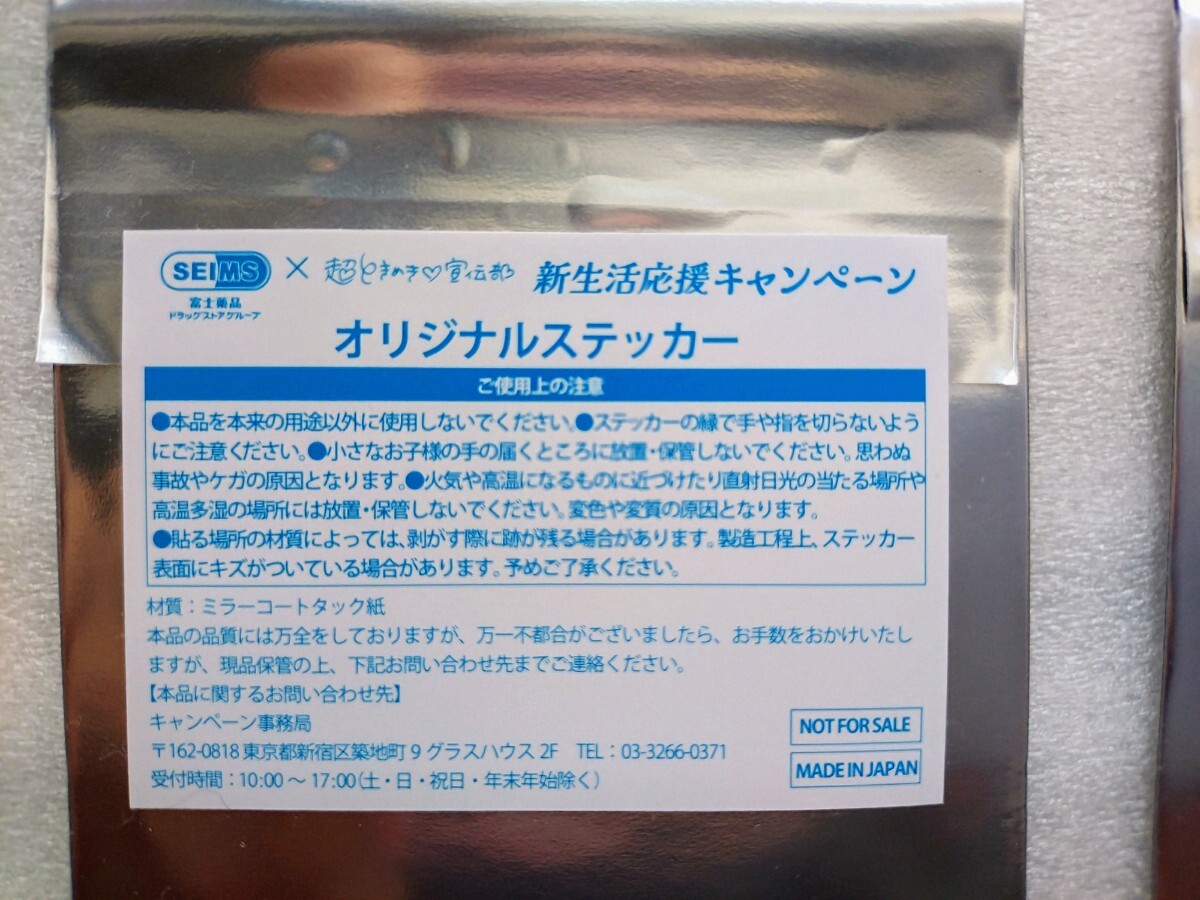 SEIMS × 超ときめき♡宣伝部 新生活応援キャンペーン
富士薬品
ドラッグストアグループ
オリジナルステッカー
ご使用上の注意
●本品を本来の用途以外に使用しないでください。●ステッカーの縁で手や指を切らないよう
にご注意ください。●小さなお子様の手の届くところに放置・保管しないでください。思わぬ
事故やケガの原因となります。●火気や高温になるものに近づけたり直射日光の当たる場所や
高温多湿の場所には放置・保管しないでください。変色や変質の原因となります。
●貼る場所の材質によっては、剥がす際に跡が残る場合があります。製造工程上、ステッカー
表面にキズがついている場合があります。予めご了承ください。
材質：ミラーコートタック紙
本品の品質には万全をしておりますが、万一不都合がございましたら、お手数をおかけいたし
ますが、現品保管の上、下記お問い合わせ先までご連絡ください。
【本品に関するお問い合わせ先】
キャンペーン事務局
〒162-0818 東京都新宿区築地町 9 グラスハウス 2F　TEL：03-3266-0371
受付時間：10:00 ～ 17:00（土・日・祝日・年末年始除く）
NOT FOR SALE
MADE IN JAPAN